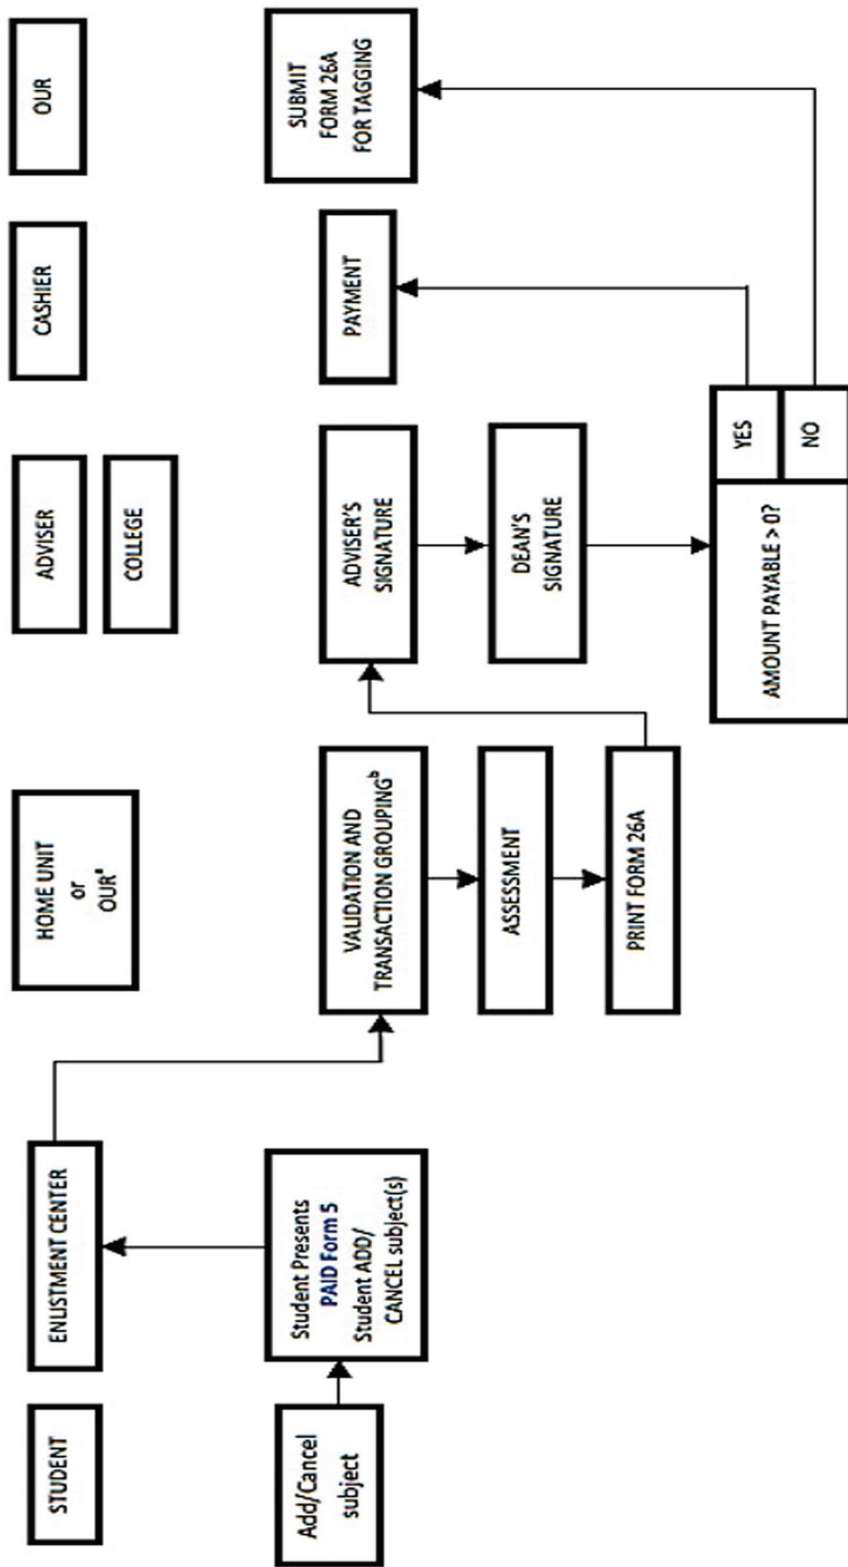 STUDENT
ENLISTMENT CENTER
HOME UNIT
or
OURª
ADVISER
COLLEGE
CASHIER
OUR
Add/Cancel
subject
Student Presents
PAID Form 5
Student ADD/
CANCEL subject(s)
VALIDATION AND
TRANSACTION GROUPINGᵇ
ASSESSMENT
PRINT FORM 26A
ADVISER'S
SIGNATURE
DEAN'S
SIGNATURE
AMOUNT PAYABLE > 0?
YES
NO
PAYMENT
SUBMIT
FORM 26A
FOR TAGGING